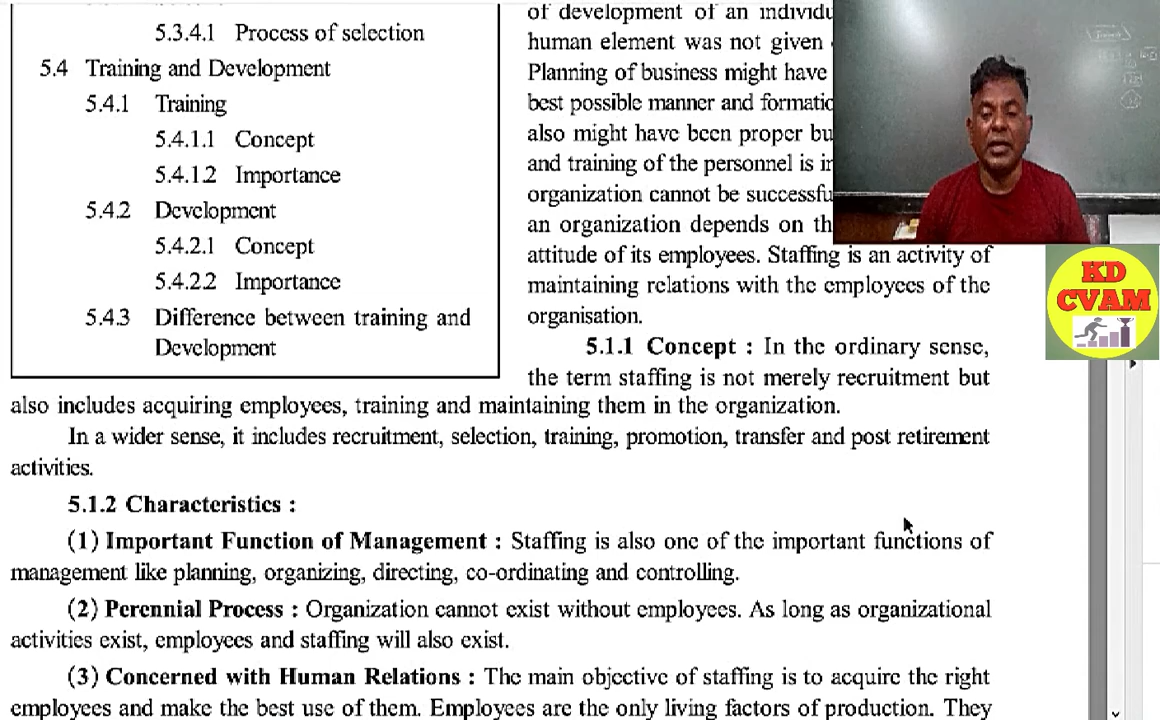 5.3.4.1 Process of selection
5.4 Training and Development
5.4.1 Training
5.4.1.1 Concept
5.4.1.2 Importance
5.4.2 Development
5.4.2.1 Concept
5.4.2.2 Importance
5.4.3 Difference between training and
Development
of development of an individu
human element was not given
Planning of business might have
best possible manner and formatic
also might have been proper bu
and training of the personnel is ir
organization cannot be successfu
an organization depends on th
attitude of its employees. Staffing is an activity of
maintaining relations with the employees of the
organisation.
5.1.1 Concept : In the ordinary sense,
the term staffing is not merely recruitment but
also includes acquiring employees, training and maintaining them in the organization.
In a wider sense, it includes recruitment, selection, training, promotion, transfer and post retirement
activities.
5.1.2 Characteristics :
(1) Important Function of Management : Staffing is also one of the important functions of
management like planning, organizing, directing, co-ordinating and controlling.
(2) Perennial Process : Organization cannot exist without employees. As long as organizational
activities exist, employees and staffing will also exist.
(3) Concerned with Human Relations : The main objective of staffing is to acquire the right
employees and make the best use of them. Employees are the only living factors of production. They
KD
CVAM